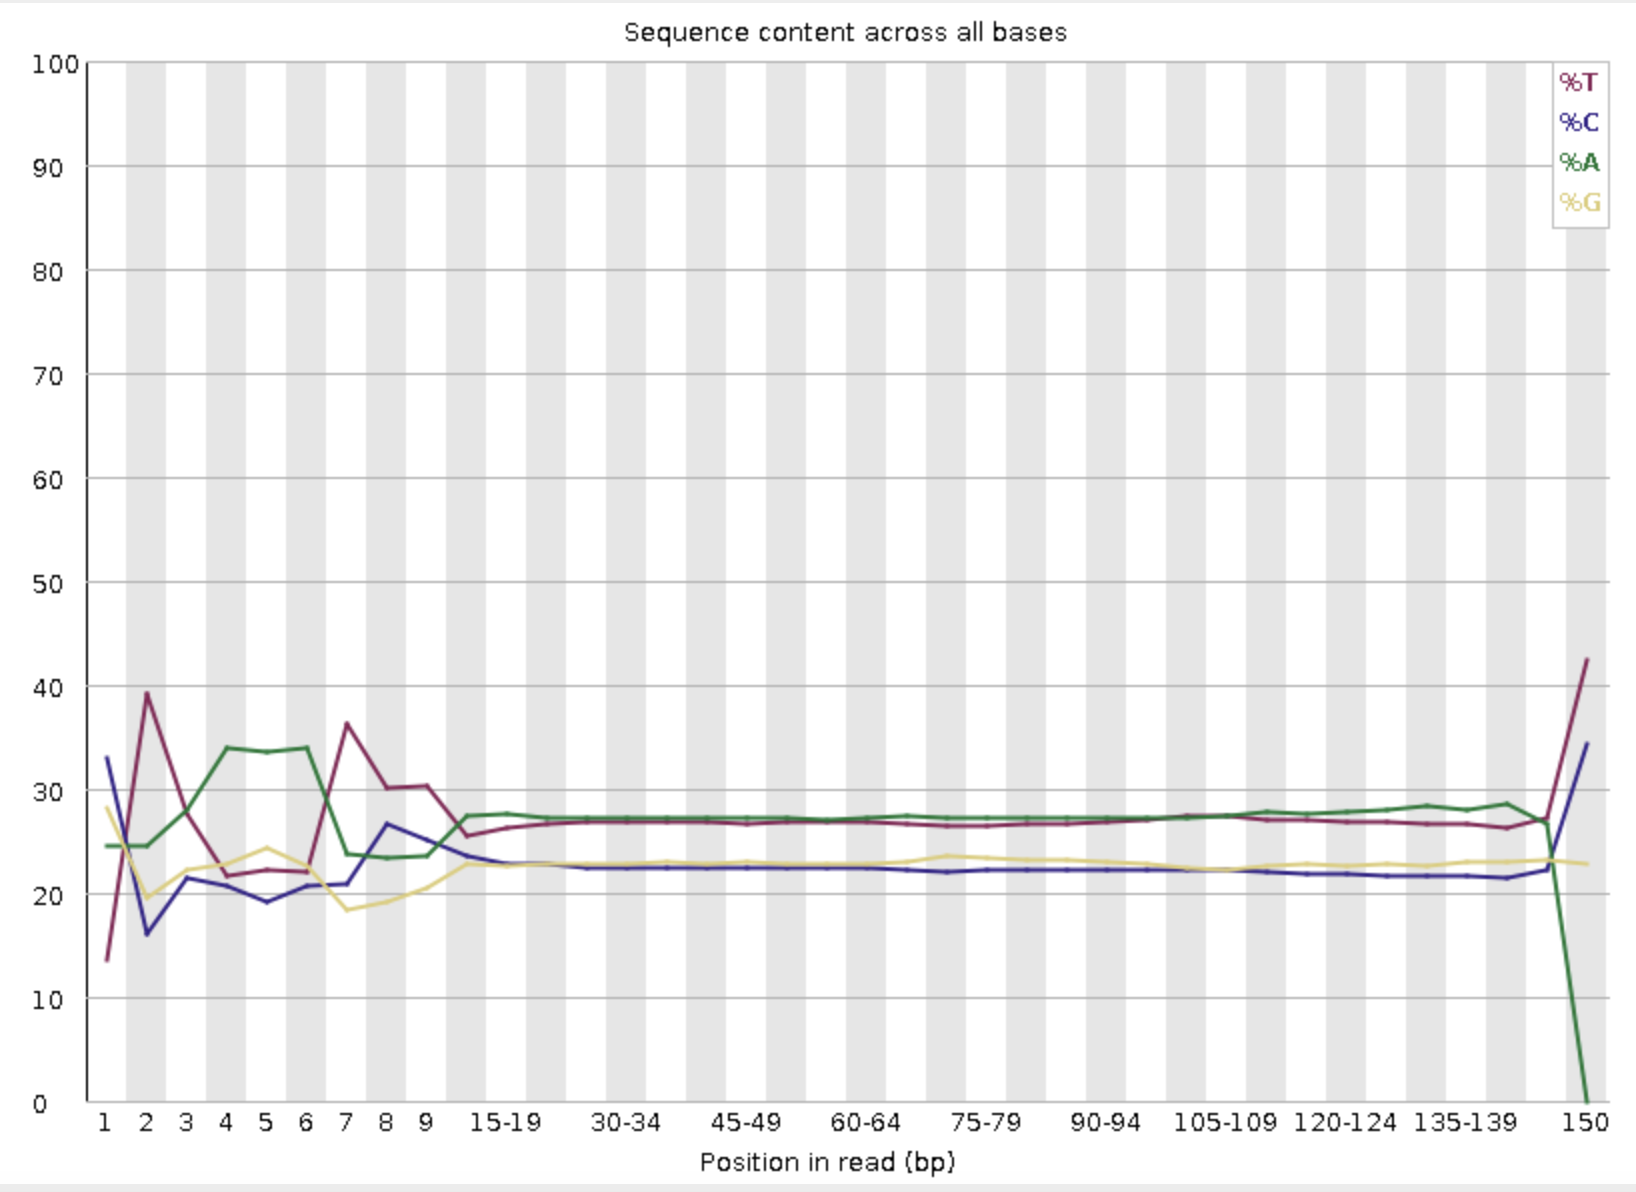 Sequence content across all bases
100
90
80
70
60
50
40
30
20
10
0
%T
%C
%A
%G
1 2 3 4 5 6 7 8 9 15-19 30-34 45-49 60-64 75-79 90-94 105-109 120-124 135-139 150
Position in read (bp)